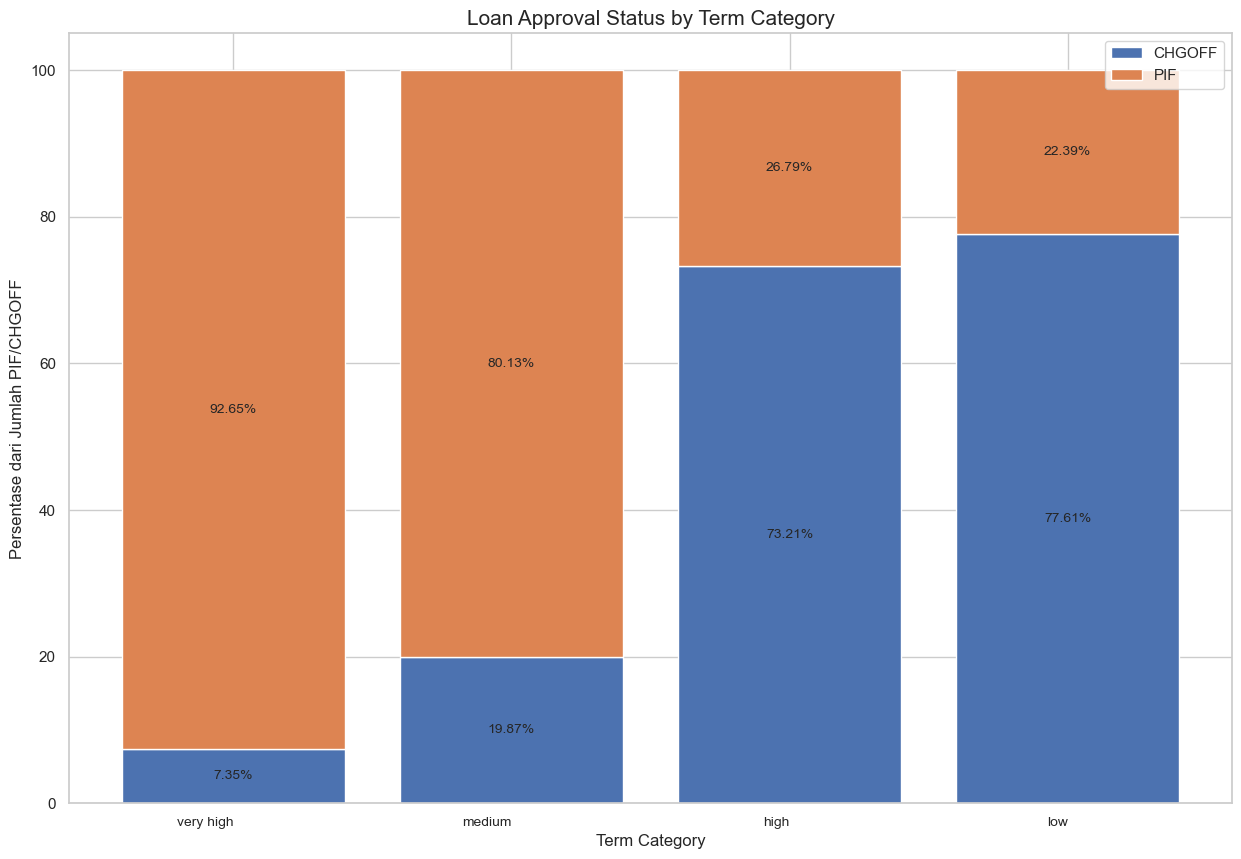 Loan Approval Status by Term Category
CHGOFF
PIF
Persentase dari Jumlah PIF/CHGOFF
100
80
60
40
20
0
92.65%
7.35%
80.13%
19.87%
26.79%
73.21%
22.39%
77.61%
very high
medium
high
low
Term Category